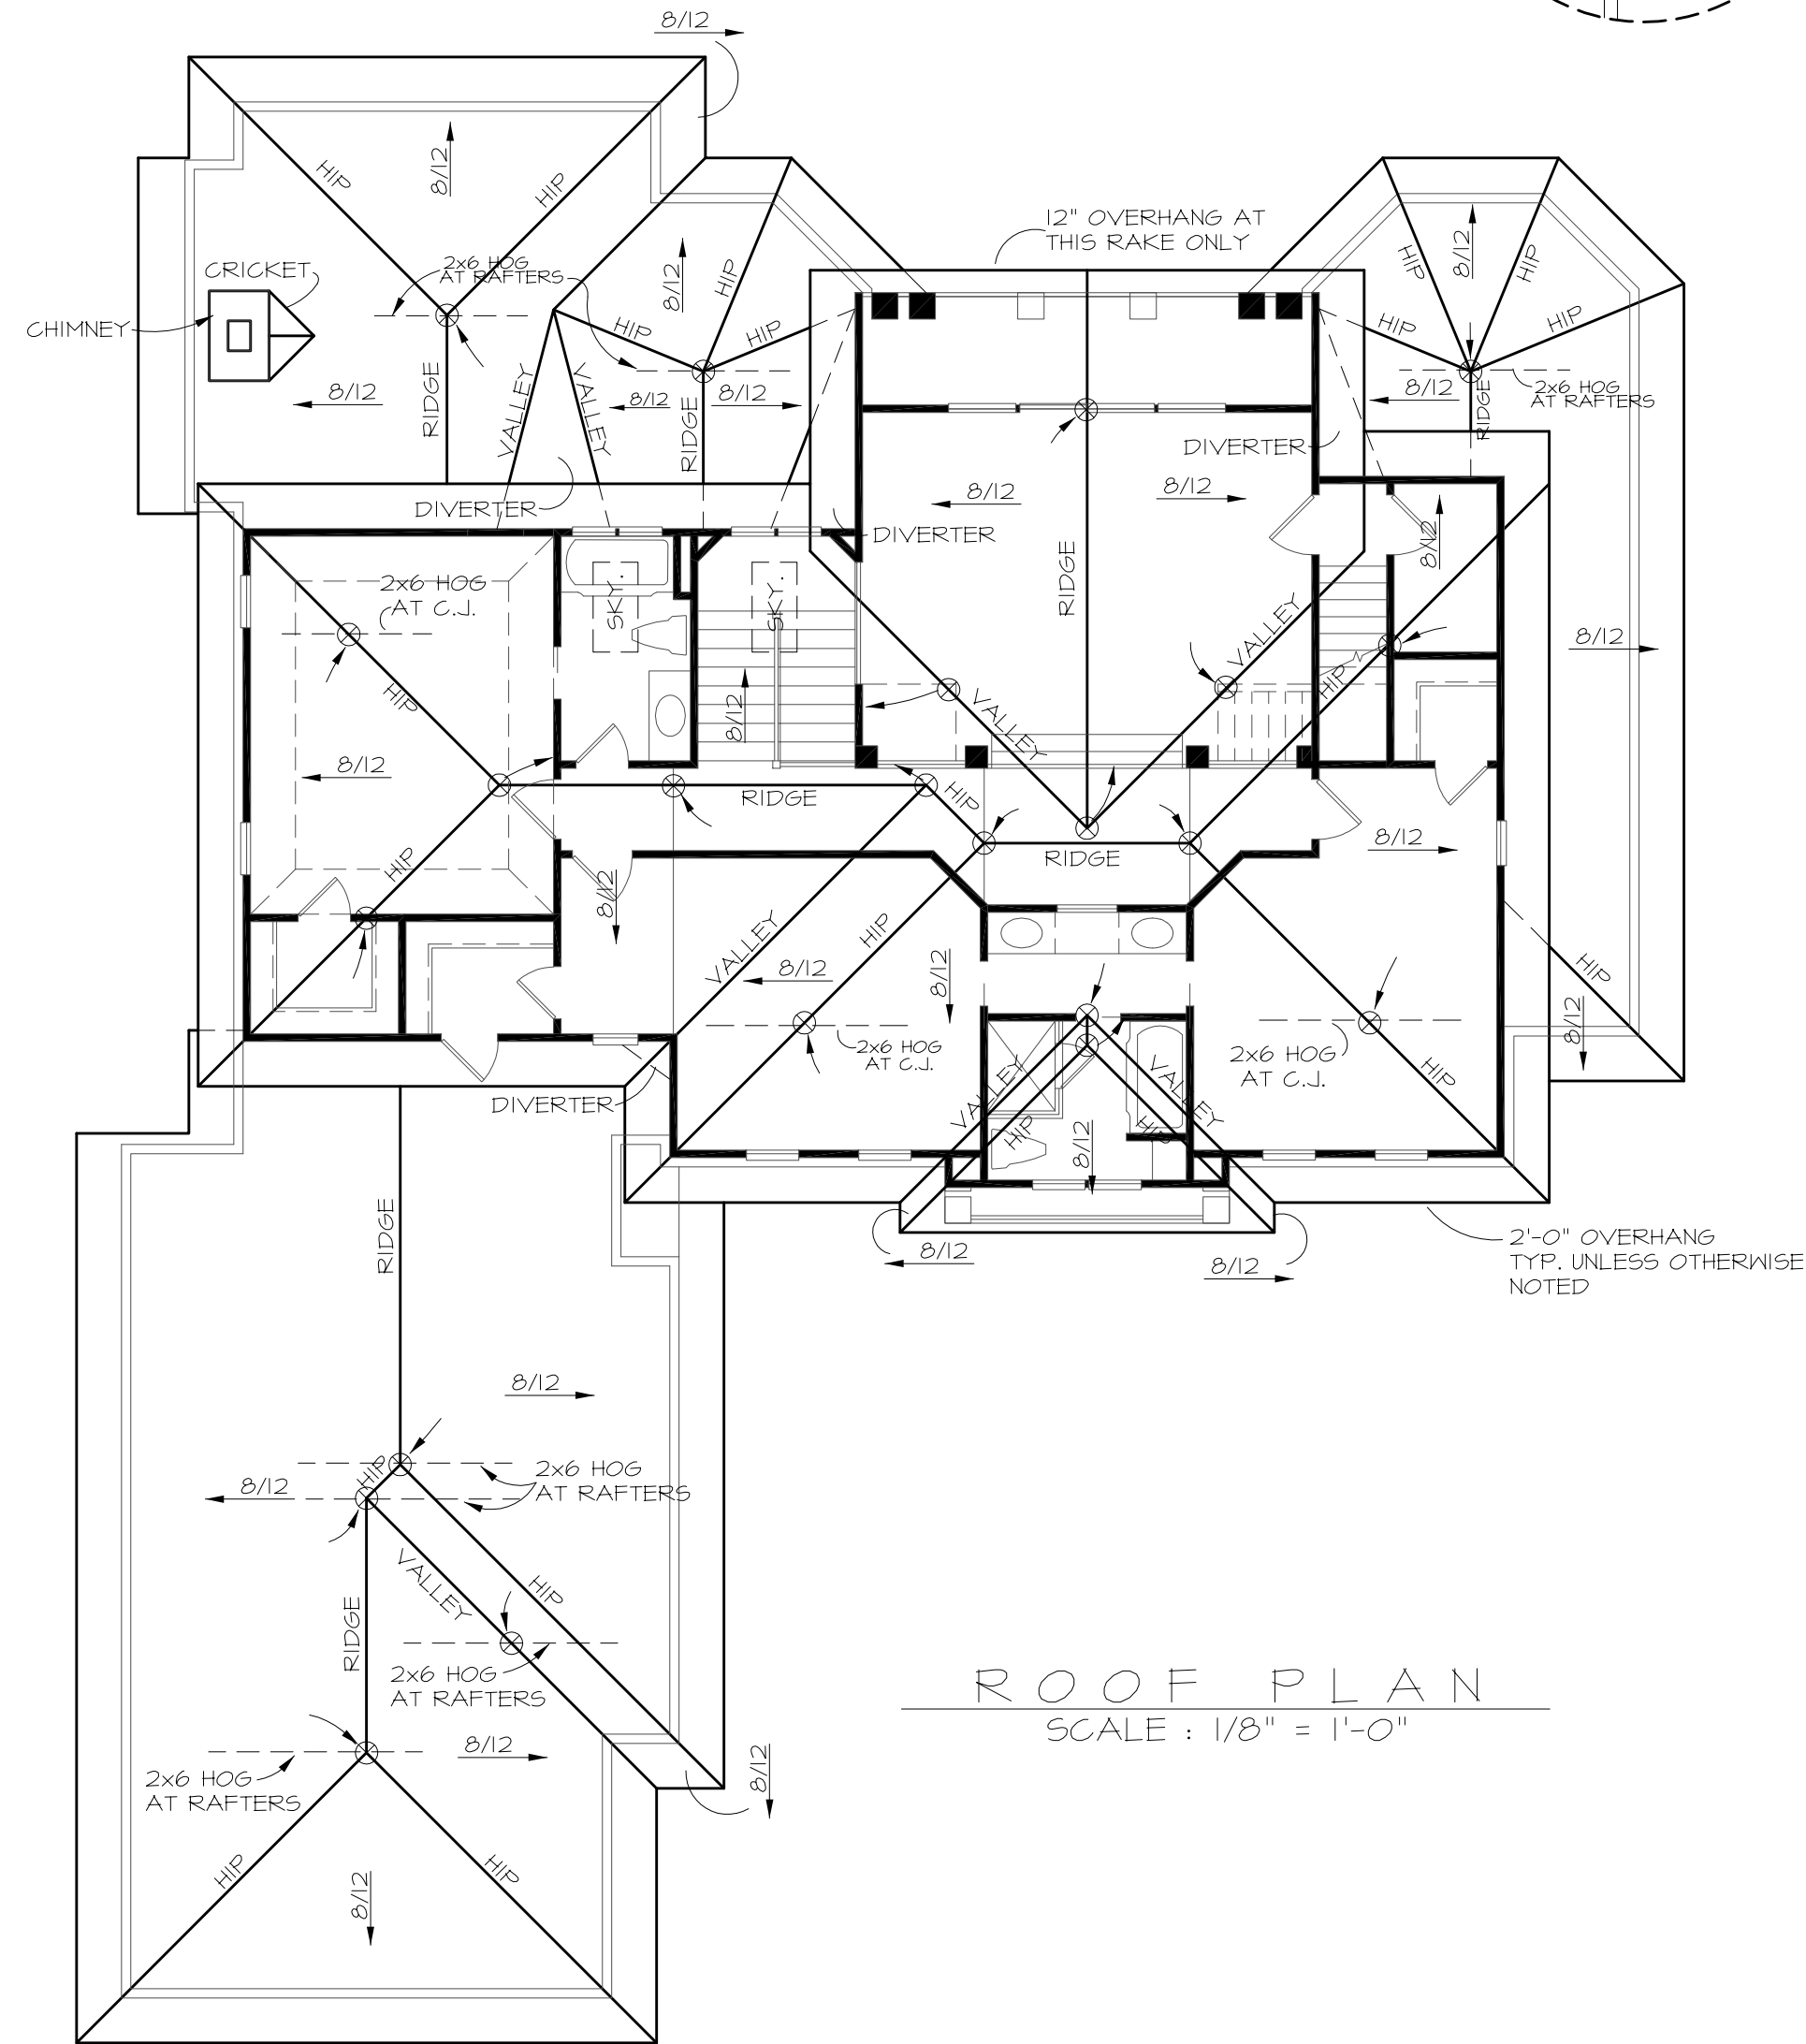 8/12
HIP
HIP
8/12
12" OVERHANG AT
THIS RAKE ONLY
HIP
HIP
8/12
CRICKET
2x6 HOG
AT RAFTERS
8/12
HIP
CHIMNEY
HIP
HIP
HIP
HIP
8/12
RIDGE
VALLEY
VALLEY
8/12
RIDGE
8/12
8/12
RIDGE
2x6 HOG
AT RAFTERS
DIVERTER
8/12
8/12
DIVERTER
DIVERTER
8/12
RIDGE
2x6 HOG
AT C.J.
SKY.
SKY.
VALLEY
8/12
HIP
HIP
8/12
VALLEY
8/12
RIDGE
HIP
RIDGE
8/12
HIP
8/12
VALLEY
HIP
8/12
8/12
HIP
8/12
2x6 HOG
AT C.J.
2x6 HOG
AT C.J.
HIP
DIVERTER
VALLEY
VALLEY
HIP
HIP
8/12
RIDGE
8/12
8/12
2'-0" OVERHANG
TYP. UNLESS OTHERWISE
NOTED
8/12
HIP
2x6 HOG
AT RAFTERS
8/12
VALLEY
HIP
RIDGE
2x6 HOG
AT RAFTERS
ROOF PLAN
SCALE : 1/8" = 1'-0"
8/12
8/12
2x6 HOG
AT RAFTERS
HIP
HIP
8/12